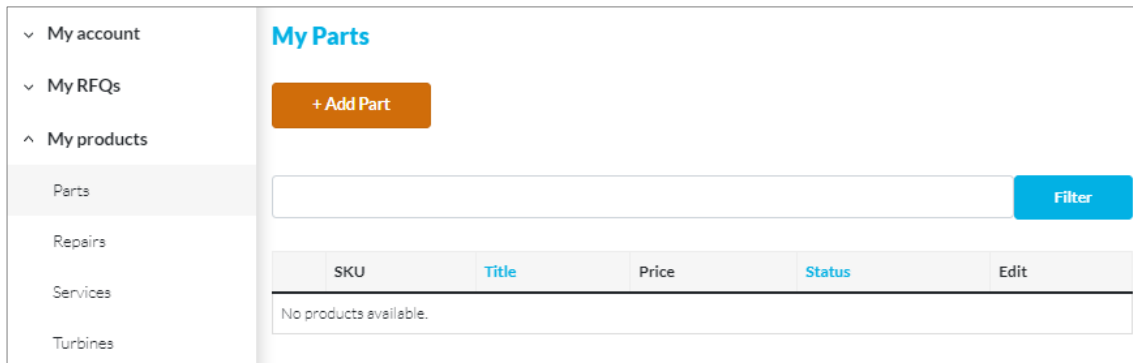 My account
My RFQs
My products
Parts
Repairs
Services
Turbines
My Parts
+ Add Part
Filter
SKU Title Price Status Edit
No products available.